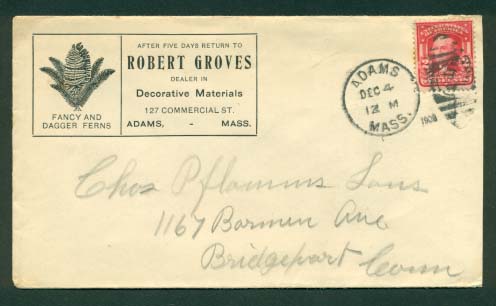 AFTER FIVE DAYS RETURN TO
ROBERT GROVES
DEALER IN
Decorative Materials
127 COMMERCIAL ST.
ADAMS, - MASS.
FANCY AND
DAGGER FERNS
ADAMS
DEC 4
12 M
MASS.
1908
Chas Pflomms Sons
1167 Barnum Ave
Bridgeport Conn